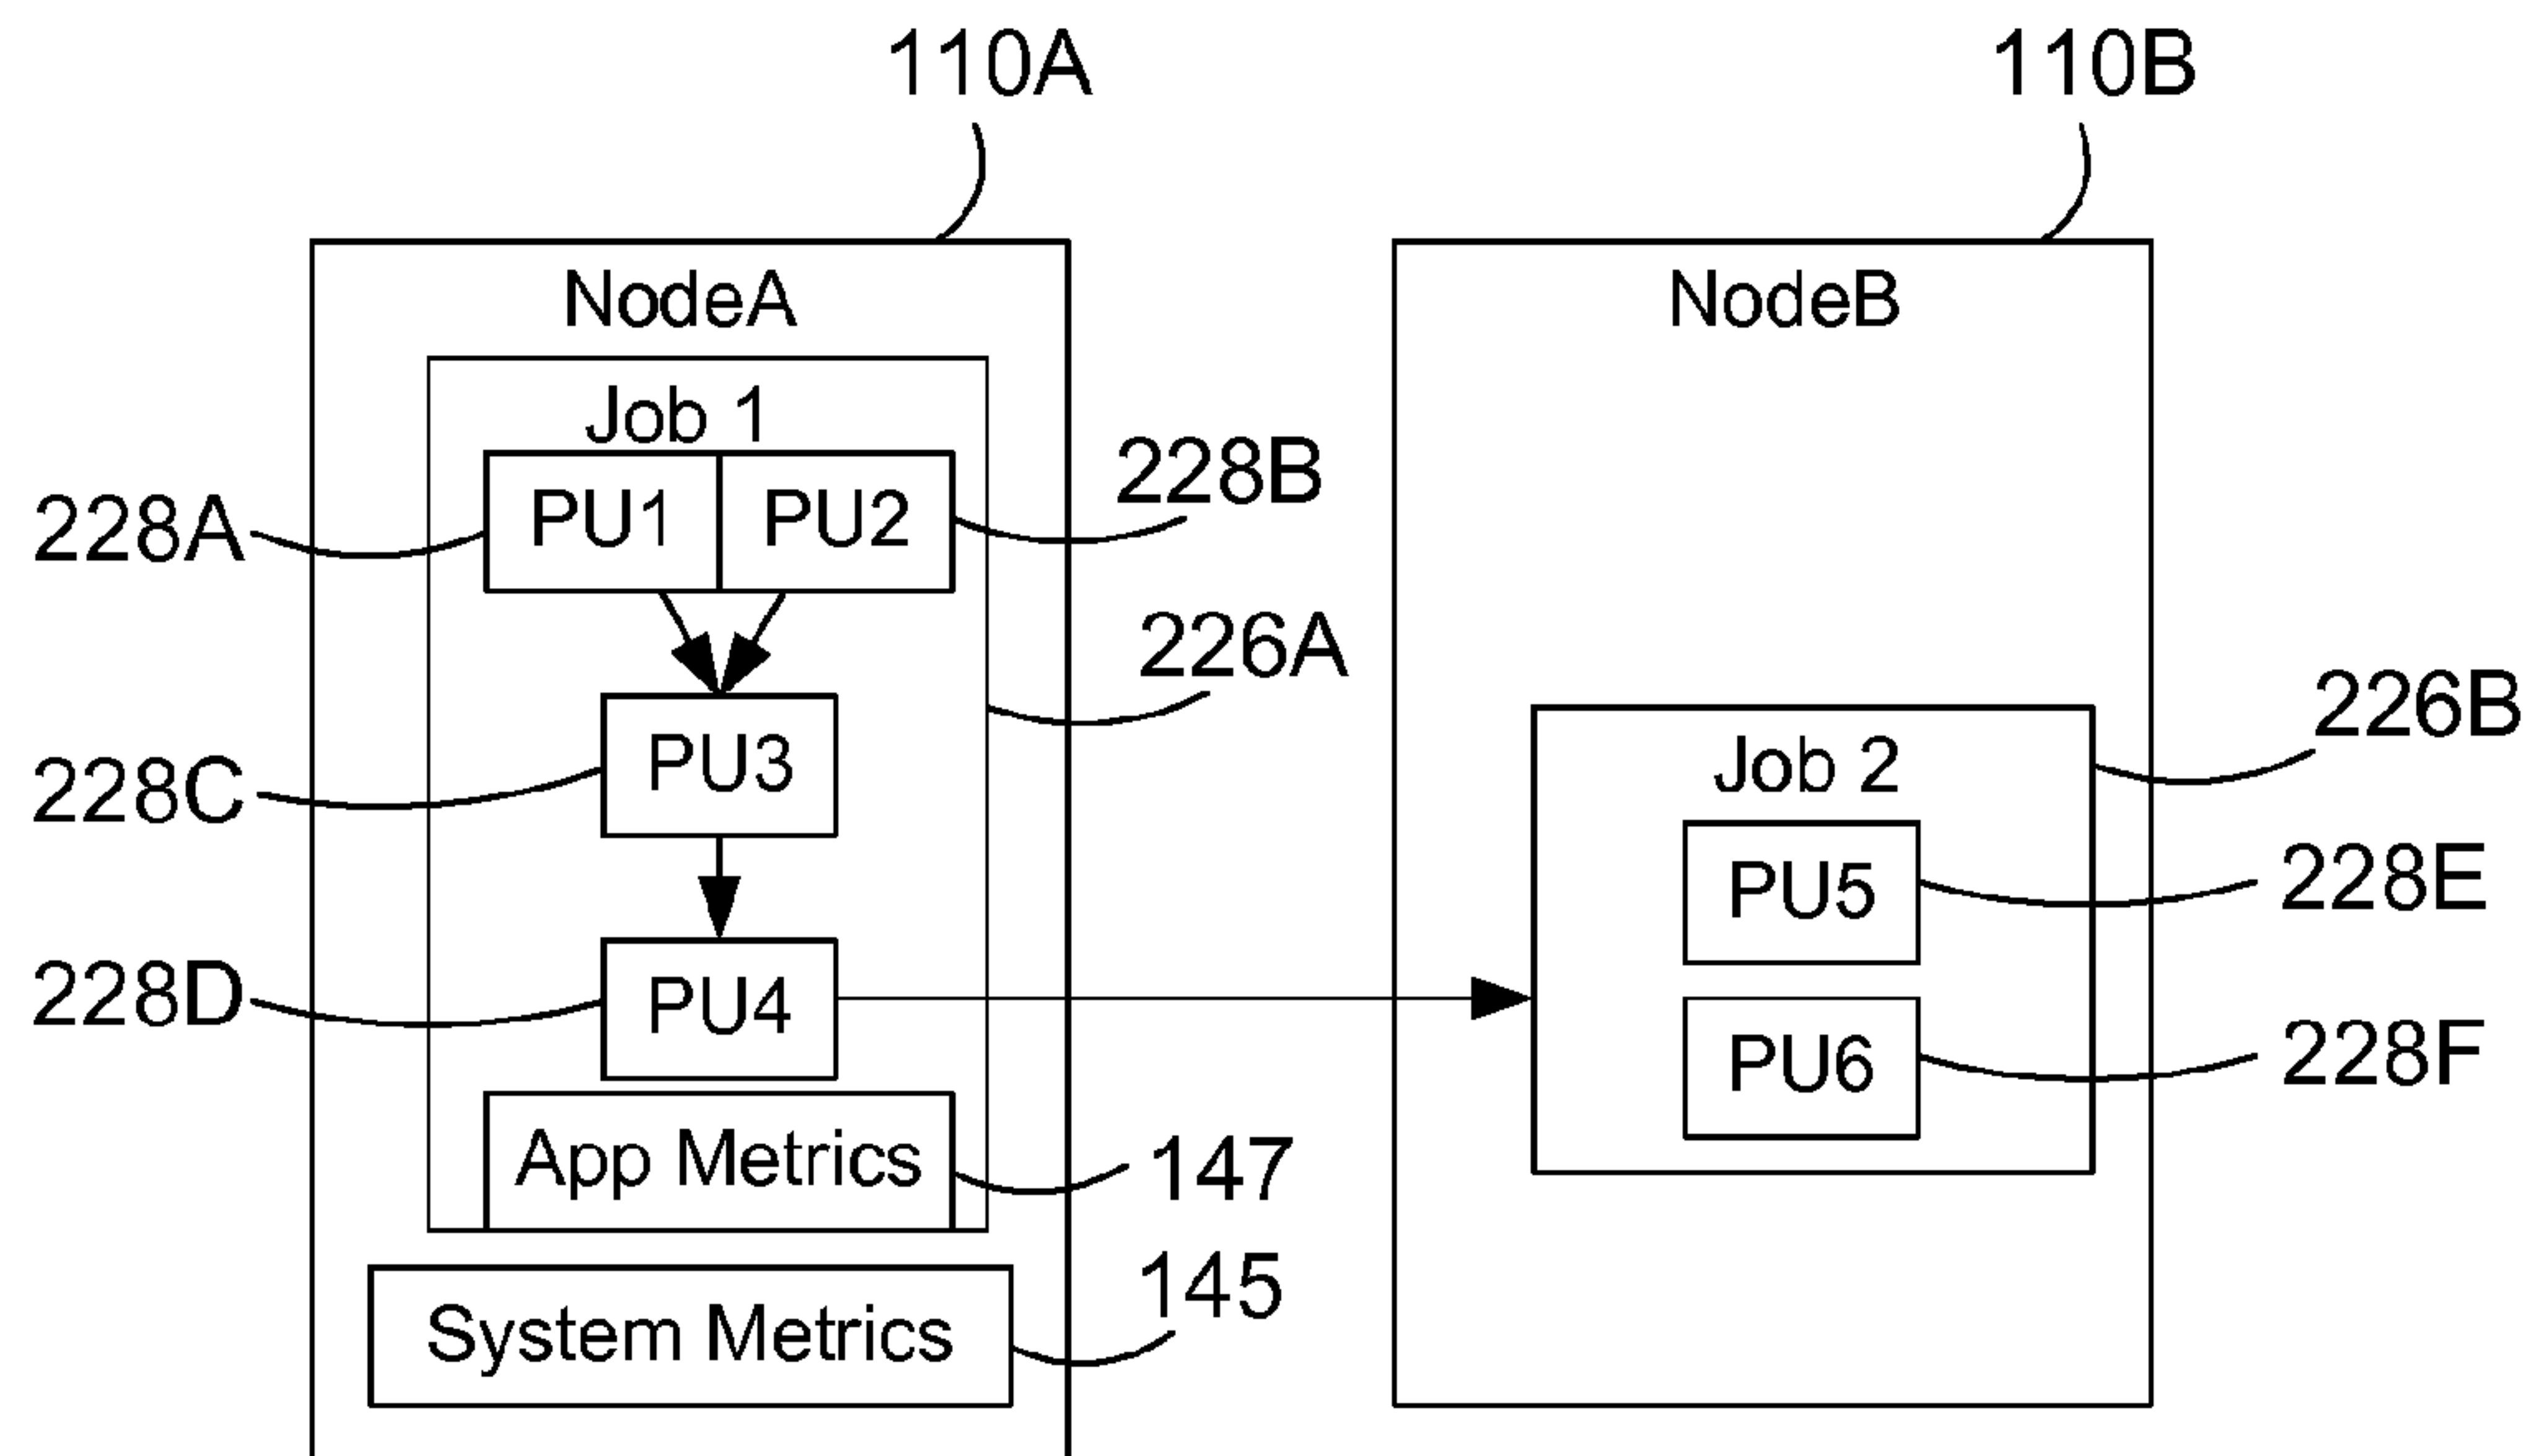 110A
110B
NodeA
NodeB
Job 1
228A
PU1
PU2
228B
226A
228C
PU3
226B
Job 2
PU5
228E
228D
PU4
PU6
228F
App Metrics
147
System Metrics
145